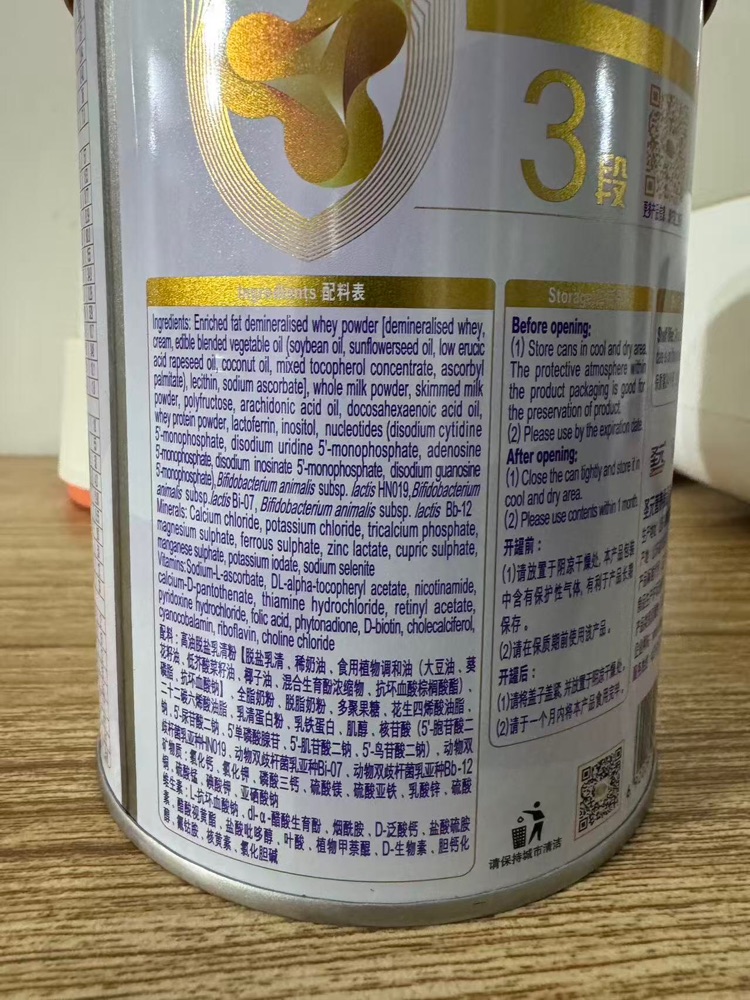 3段
Ingredients 配料表
Ingredients: Enriched fat demineralised whey powder [demineralised whey,
cream, edible blended vegetable oil (soybean oil, sunflowerseed oil, low erucic
acid rapeseed oil, coconut oil, mixed tocopherol concentrate, ascorbyl
palmitate), lecithin, sodium ascorbate], whole milk powder, skimmed milk
powder, polyfructose, arachidonic acid oil, docosahexaenoic acid oil,
whey protein powder, lactoferrin, inositol, nucleotides (disodium cytidine
5'-monophosphate, disodium uridine 5'-monophosphate, adenosine
5'-monophosphate, disodium inosinate 5'-monophosphate, disodium guanosine
5'-monophosphate), Bifidobacterium animalis subsp. lactis HN019, Bifidobacterium
animalis subsp. lactis Bi-07, Bifidobacterium animalis subsp. lactis Bb-12
Minerals: Calcium chloride, potassium chloride, tricalcium phosphate,
magnesium sulphate, ferrous sulphate, zinc lactate, cupric sulphate,
manganese sulphate, potassium iodate, sodium selenite
Vitamins:Sodium-L-ascorbate, DL-alpha-tocopheryl acetate, nicotinamide,
calcium-D-pantothenate, thiamine hydrochloride, retinyl acetate,
pyridoxine hydrochloride, folic acid, phytonadione, D-biotin, cholecalciferol,
cyanocobalamin, riboflavin, choline chloride
配料：高油脱盐乳清粉【脱盐乳清、稀奶油、食用植物调和油（大豆油、葵
花籽油、低芥酸菜籽油、椰子油、混合生育酚浓缩物、抗坏血酸棕榈酸酯）、
磷脂、抗坏血酸钠】、全脂奶粉、脱脂奶粉、多聚果糖、花生四烯酸油脂、
二十二碳六烯酸油脂、乳清蛋白粉、乳铁蛋白、肌醇、核苷酸（5'-胞苷酸二
钠、5'-尿苷酸二钠、5'单磷酸腺苷、5'-肌苷酸二钠、5'-鸟苷酸二钠）、动物双
歧杆菌乳亚种HN019、动物双歧杆菌乳亚种Bi-07、动物双歧杆菌乳亚种Bb-12
矿物质：氯化钙、氯化钾、磷酸三钙、硫酸镁、硫酸亚铁、乳酸锌、硫酸
铜、硫酸锰、碘酸钾、亚硒酸钠
维生素：L-抗坏血酸钠、dl-α-醋酸生育酚、烟酰胺、D-泛酸钙、盐酸硫胺
素、醋酸视黄酯、盐酸吡哆醇、叶酸、植物甲萘醌、D-生物素、胆钙化
醇、氰钴胺、核黄素、氯化胆碱
Storage
Before opening:
(1) Store cans in cool and dry area.
The protective atmosphere within
the product packaging is good for
the preservation of product.
(2) Please use by the expiration date.
After opening:
(1) Close the can tightly and store it in
cool and dry area.
(2) Please use contents within 1 month.
开罐前：
(1)请放置于阴凉干燥处，本产品包装
中含有保护性气体，有利于产品长期
保存。
(2)请在保质期前使用该产品。
开罐后：
(1)请将盖子盖紧，并放置于阴凉干燥处。
(2)请于一个月内将本产品食用完毕。
请保持城市清洁